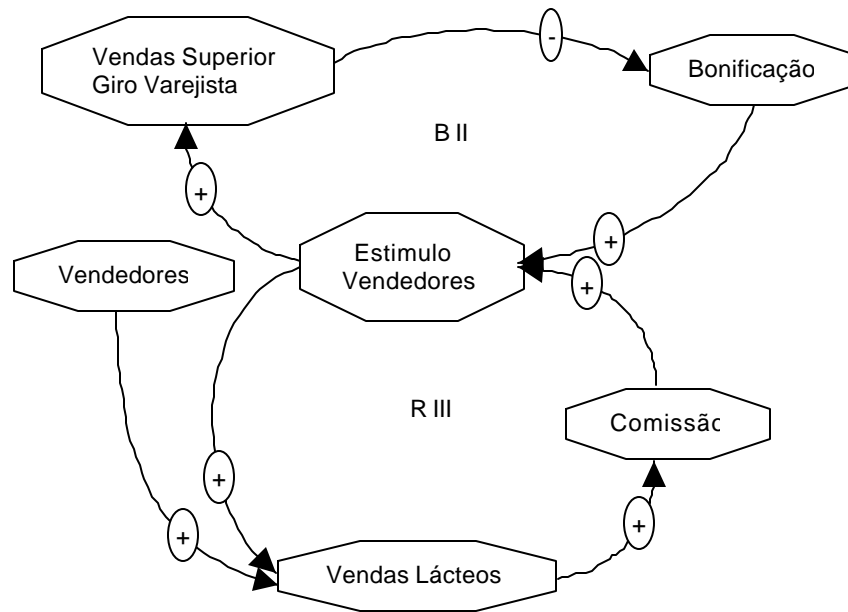 Vendas Superior
Giro Varejista
-
Bonificação
B II
+
+
Estimulo
Vendedores
Vendedores
+
R III
Comissão
+
+
+
Vendas Lácteos